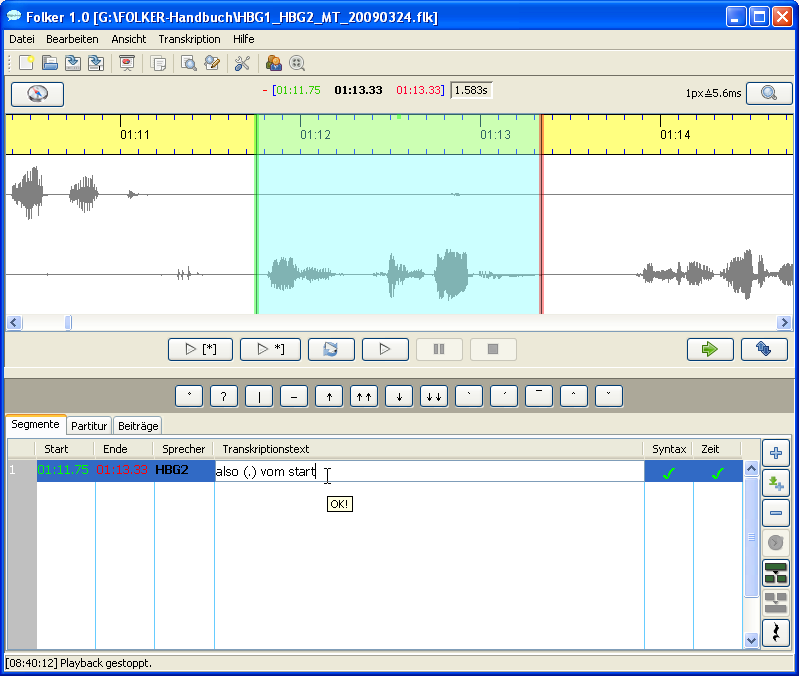 Folker 1.0 [G:\FOLKER-Handbuch\HBG1_HBG2_MT_20090324.flk]
Datei Bearbeiten Ansicht Transkription Hilfe
- [01:11.75 01:13.33 01:13.33] 1.583s 1px≙5.6ms
01:11 01:12 01:13 01:14
[*] *]
° ? | – ↑ ↑↑ ↓ ↓↓ ` ´ ¯ ˆ ˇ
Segmente Partitur Beiträge
Start Ende Sprecher Transkriptionstext Syntax Zeit
1 01:11.75 01:13.33 HBG2 also (.) vom start
OK!
[08:40:12] Playback gestoppt.